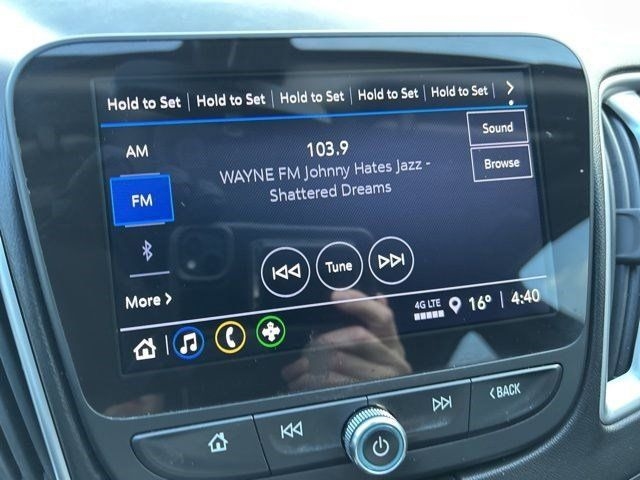 Hold to Set Hold to Set Hold to Set Hold to Set Hold to Set
AM
103.9
Sound
WAYNE FM Johnny Hates Jazz -
Browse
FM
Shattered Dreams
Tune
More
4G LTE 16° 4:40
BACK